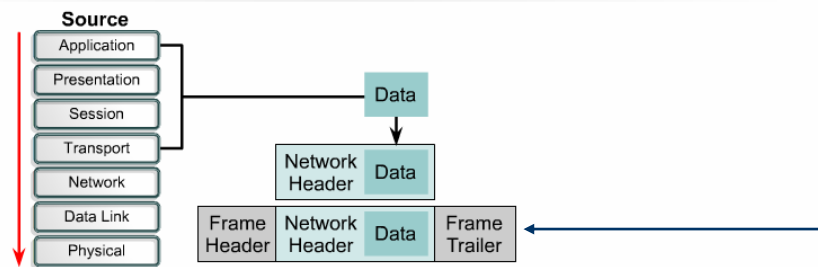 Source
Application
Presentation
Session
Transport
Network
Data Link
Physical
Data
Network
Header
Data
Frame
Header
Network
Header
Data
Frame
Trailer